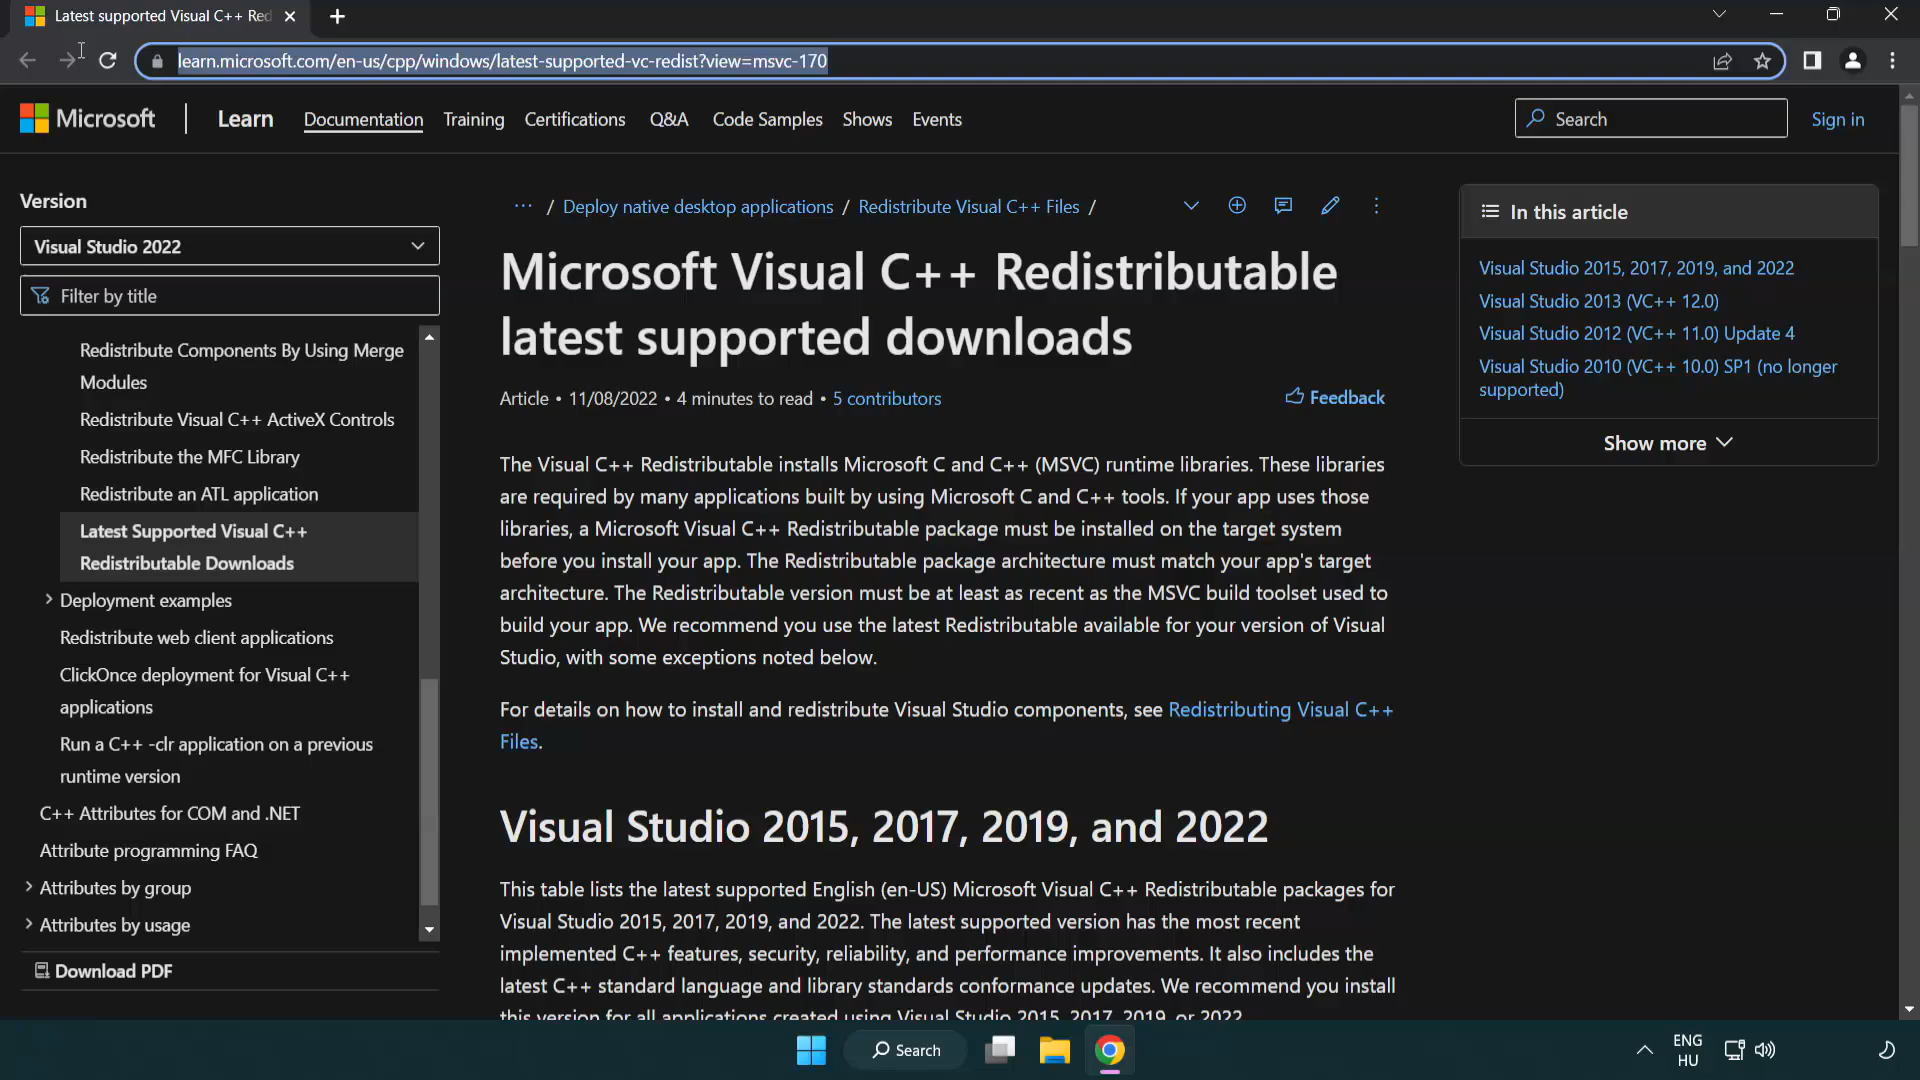 Latest supported Visual C++ Red
learn.microsoft.com/en-us/cpp/windows/latest-supported-vc-redist?view=msvc-170
Microsoft
Learn
Documentation
Training
Certifications
Q&A
Code Samples
Shows
Events
Search
Sign in
Version
Visual Studio 2022
Filter by title
Redistribute Components By Using Merge
Modules
Redistribute Visual C++ ActiveX Controls
Redistribute the MFC Library
Redistribute an ATL application
Latest Supported Visual C++
Redistributable Downloads
Deployment examples
Redistribute web client applications
ClickOnce deployment for Visual C++
applications
Run a C++ -clr application on a previous
runtime version
C++ Attributes for COM and .NET
Attribute programming FAQ
Attributes by group
Attributes by usage
Download PDF
··· / Deploy native desktop applications / Redistribute Visual C++ Files /
Microsoft Visual C++ Redistributable
latest supported downloads
Article • 11/08/2022 • 4 minutes to read • 5 contributors
Feedback
The Visual C++ Redistributable installs Microsoft C and C++ (MSVC) runtime libraries. These libraries
are required by many applications built by using Microsoft C and C++ tools. If your app uses those
libraries, a Microsoft Visual C++ Redistributable package must be installed on the target system
before you install your app. The Redistributable package architecture must match your app's target
architecture. The Redistributable version must be at least as recent as the MSVC build toolset used to
build your app. We recommend you use the latest Redistributable available for your version of Visual
Studio, with some exceptions noted below.
For details on how to install and redistribute Visual Studio components, see Redistributing Visual C++
Files.
Visual Studio 2015, 2017, 2019, and 2022
This table lists the latest supported English (en-US) Microsoft Visual C++ Redistributable packages for
Visual Studio 2015, 2017, 2019, and 2022. The latest supported version has the most recent
implemented C++ features, security, reliability, and performance improvements. It also includes the
latest C++ standard language and library standards conformance updates. We recommend you install
this version for all applications created using Visual Studio 2015, 2017, 2019, or 2022.
In this article
Visual Studio 2015, 2017, 2019, and 2022
Visual Studio 2013 (VC++ 12.0)
Visual Studio 2012 (VC++ 11.0) Update 4
Visual Studio 2010 (VC++ 10.0) SP1 (no longer
supported)
Show more
Search
ENG
HU